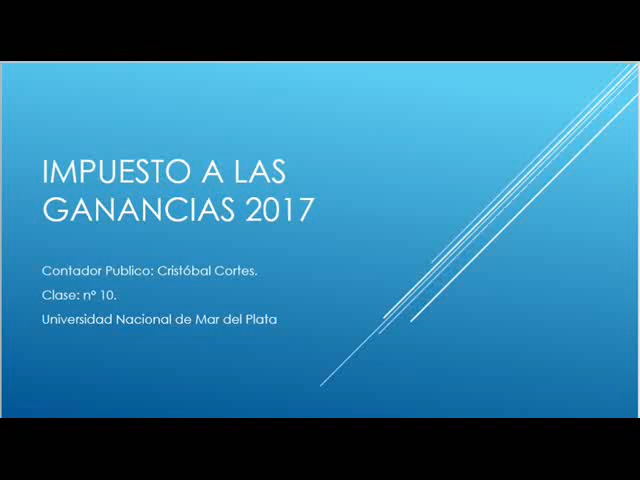 IMPUESTO A LAS
GANANCIAS 2017
Contador Publico: Cristóbal Cortes.
Clase: nº 10.
Universidad Nacional de Mar del Plata